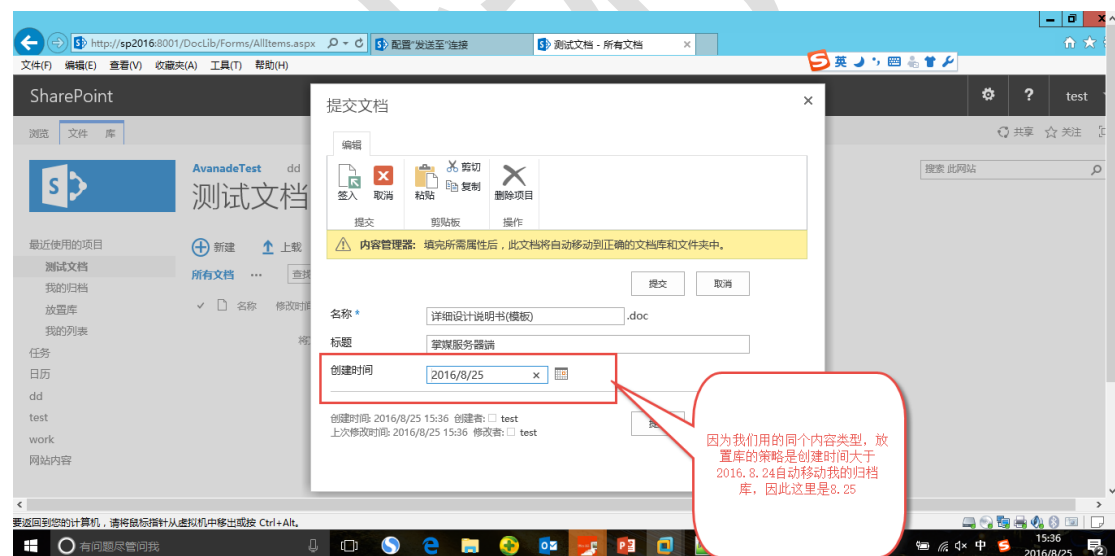 http://sp2016:8001/DocLib/Forms/AllItems.aspx
配置"发送至"连接
测试文档 - 所有文档
文件(F) 编辑(E) 查看(V) 收藏夹(A) 工具(T) 帮助(H)
英
SharePoint
test
浏览 文件 库
共享 关注
AvanadeTest dd
测试文档
搜索 此网站
最近使用的项目
测试文档
我的归档
放置库
我的列表
任务
日历
dd
test
work
网站内容
新建 上载
所有文档 ... 查找
名称 修改时间
将
提交文档
编辑
签入 取消 粘贴 剪切 复制 删除项目
提交 剪贴板 操作
内容管理器: 填完所需属性后，此文档将自动移动到正确的文档库和文件夹中。
提交 取消
名称 * 详细设计说明书(模板) .doc
标题 掌媒服务器端
创建时间 2016/8/25
创建时间: 2016/8/25 15:36 创建者: test
上次修改时间: 2016/8/25 15:36 修改者: test
因为我们用的同个内容类型，放
置库的策略是创建时间大于
2016.8.24自动移动我的归档
库，因此这里是8.25
要返回到您的计算机，请将鼠标指针从虚拟机中移出或按 Ctrl+Alt。
有问题尽管问我
中
15:36
2016/8/25